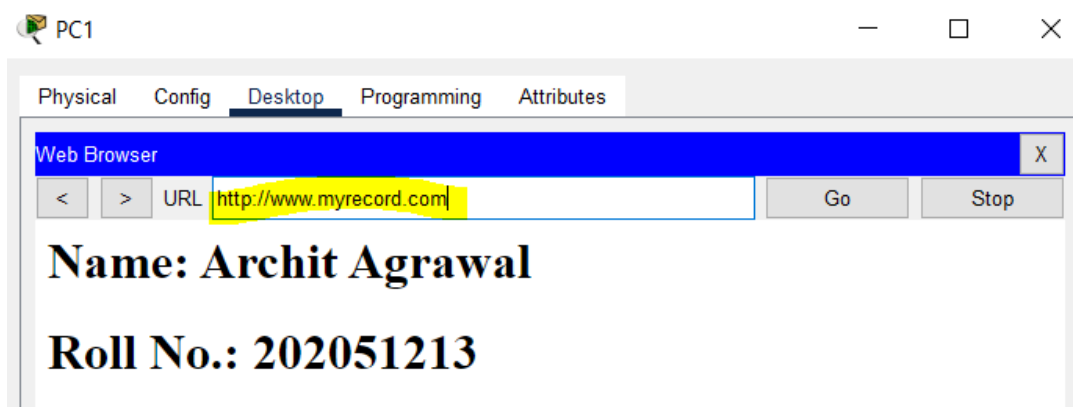 PC1
Physical Config Desktop Programming Attributes
Web Browser X
< > URL http://www.myrecord.com Go Stop
Name: Archit Agrawal
Roll No.: 202051213